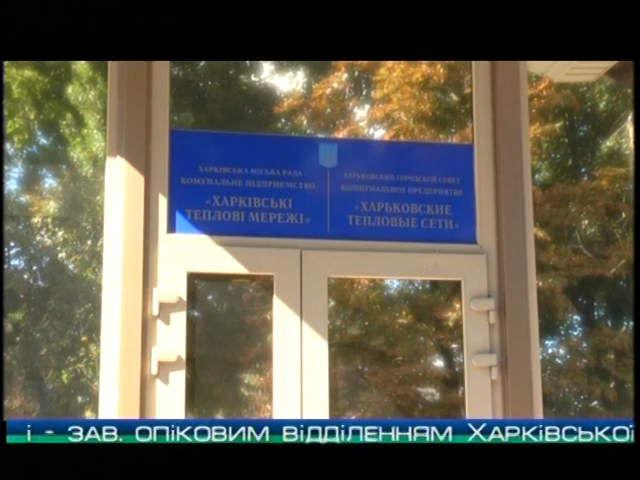 ХАРКІВСЬКА МІСЬКА РАДА
КОМУНАЛЬНЕ ПІДПРИЄМСТВО
«ХАРКІВСЬКІ
ТЕПЛОВІ МЕРЕЖІ»
ХАРЬКОВСКИЙ ГОРОДСКОЙ СОВЕТ
КОММУНАЛЬНОЕ ПРЕДПРИЯТИЕ
«ХАРЬКОВСКИЕ
ТЕПЛОВЫЕ СЕТИ»
і - ЗАВ. ОПІКОВИМ ВІДДІЛЕННЯМ ХАРКІВСЬКОЇ